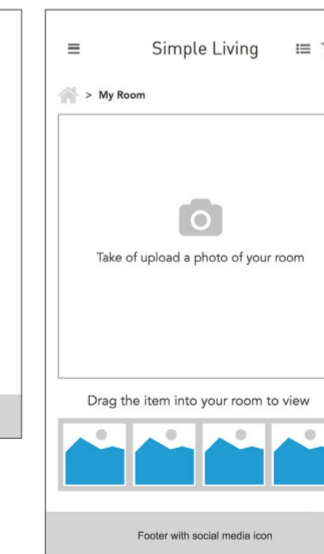 Simple Living
> My Room
Take of upload a photo of your room
Drag the item into your room to view
Footer with social media icon